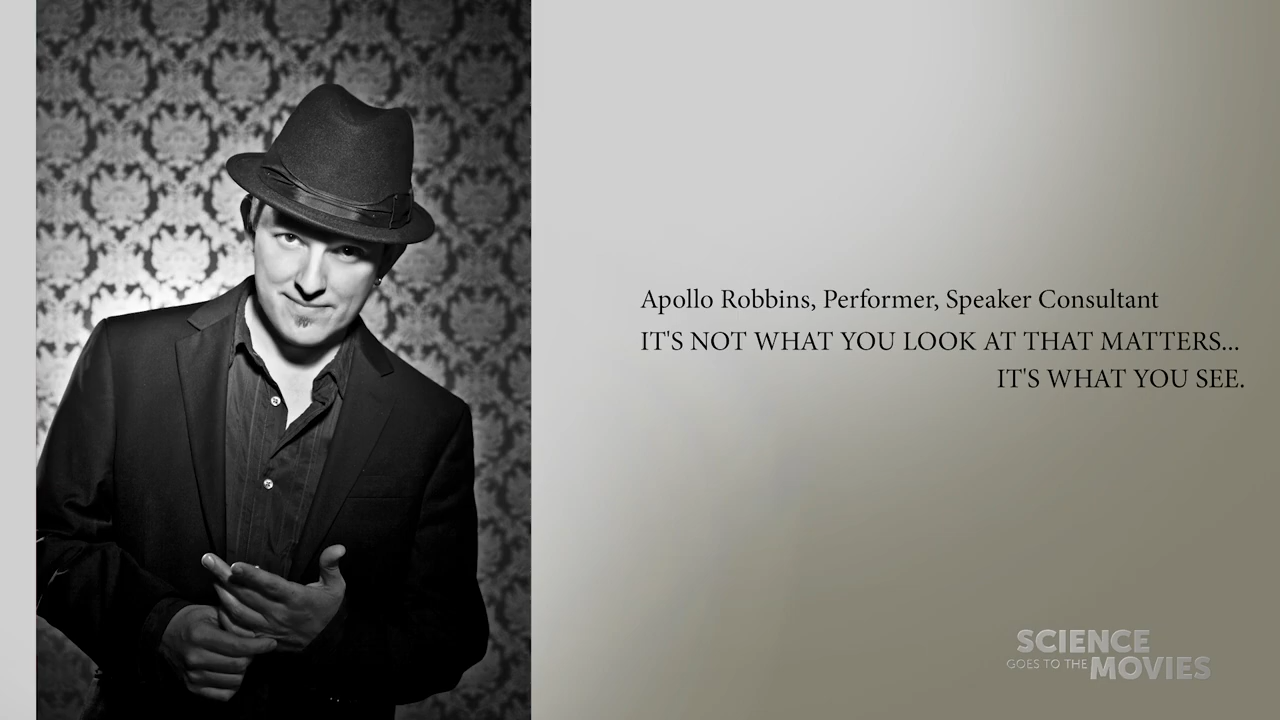 Apollo Robbins, Performer, Speaker Consultant
IT'S NOT WHAT YOU LOOK AT THAT MATTERS...
IT'S WHAT YOU SEE.
SCIENCE
GOES TO THE MOVIES